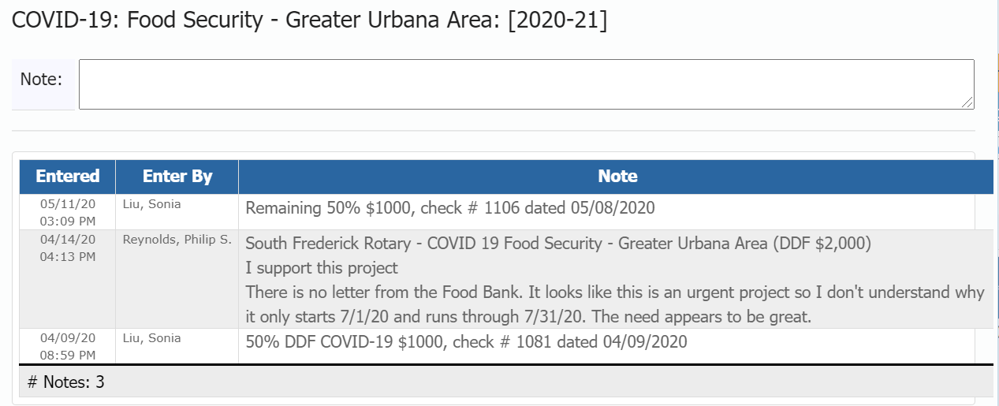 COVID-19: Food Security - Greater Urbana Area: [2020-21]
Note:
Entered Enter By Note
05/11/20 Liu, Sonia Remaining 50% $1000, check # 1106 dated 05/08/2020
03:09 PM
04/14/20 Reynolds, Philip S. South Frederick Rotary - COVID 19 Food Security - Greater Urbana Area (DDF $2,000)
04:13 PM
I support this project
There is no letter from the Food Bank. It looks like this is an urgent project so I don't understand why
it only starts 7/1/20 and runs through 7/31/20. The need appears to be great.
04/09/20 Liu, Sonia 50% DDF COVID-19 $1000, check # 1081 dated 04/09/2020
08:59 PM
# Notes: 3